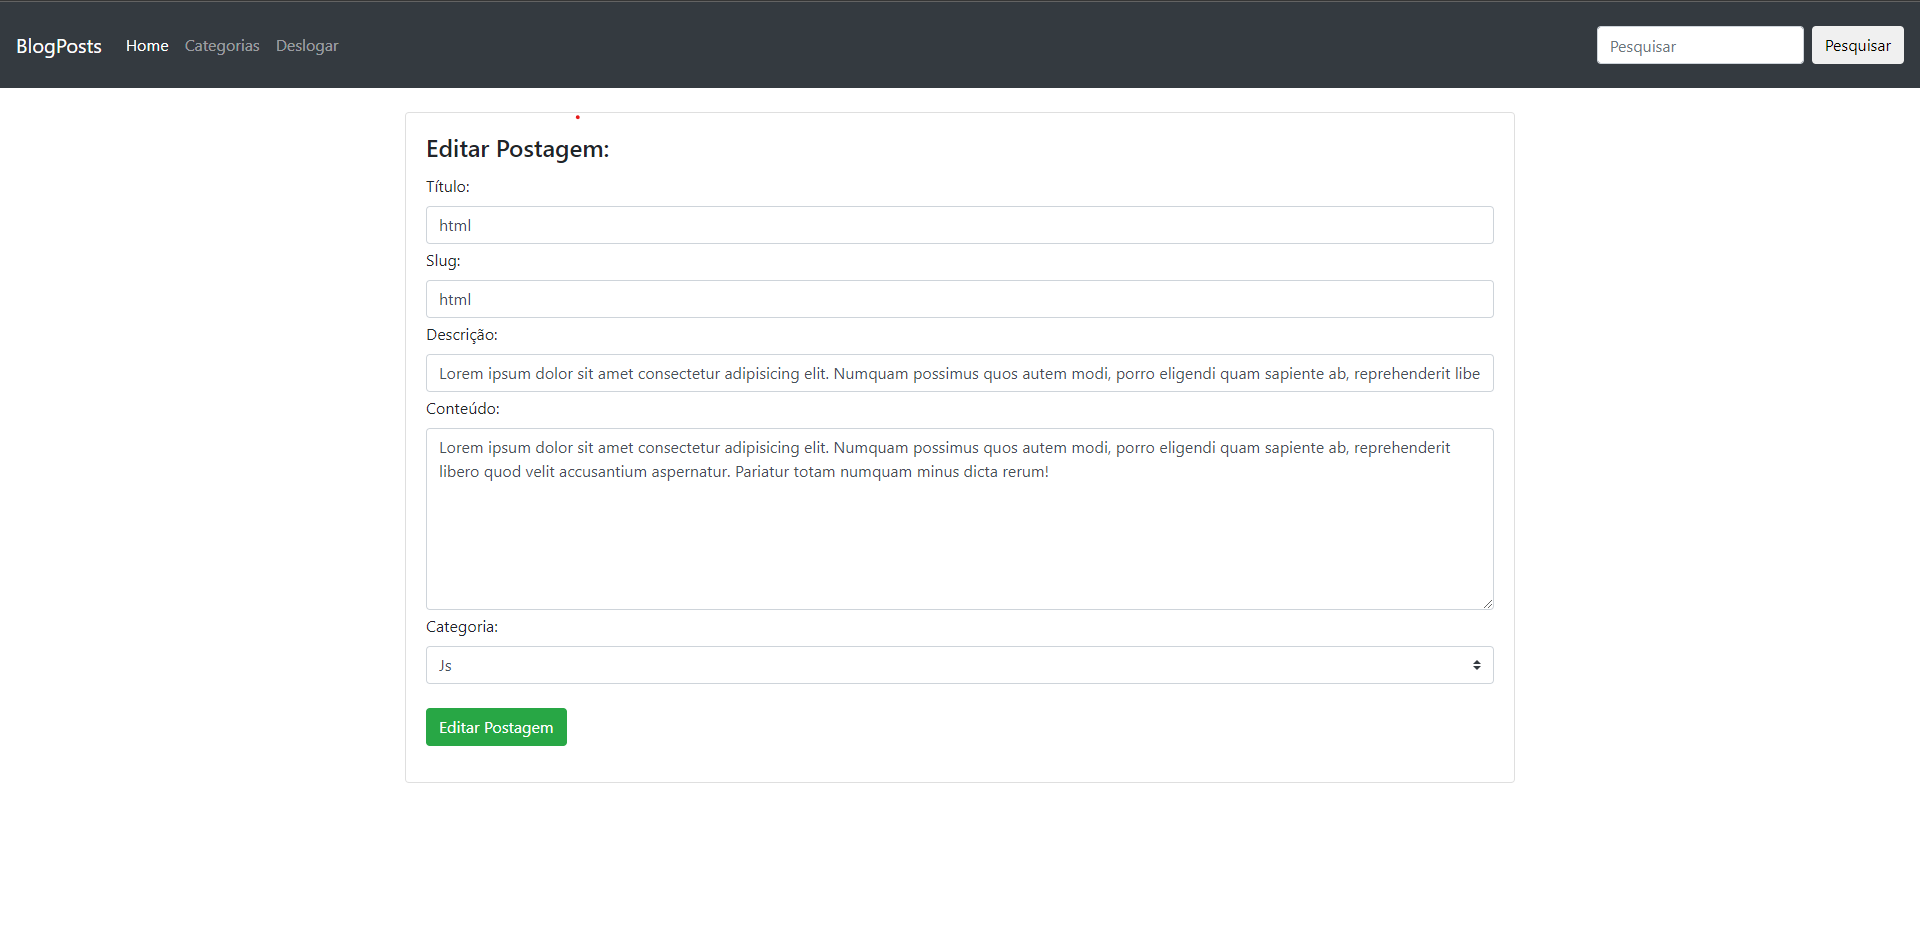 BlogPosts Home Categorias Deslogar Pesquisar Pesquisar
Editar Postagem:
Título:
html
Slug:
html
Descrição:
Lorem ipsum dolor sit amet consectetur adipisicing elit. Numquam possimus quos autem modi, porro eligendi quam sapiente ab, reprehenderit libe
Conteúdo:
Lorem ipsum dolor sit amet consectetur adipisicing elit. Numquam possimus quos autem modi, porro eligendi quam sapiente ab, reprehenderit
libero quod velit accusantium aspernatur. Pariatur totam numquam minus dicta rerum!
Categoria:
Js
Editar Postagem